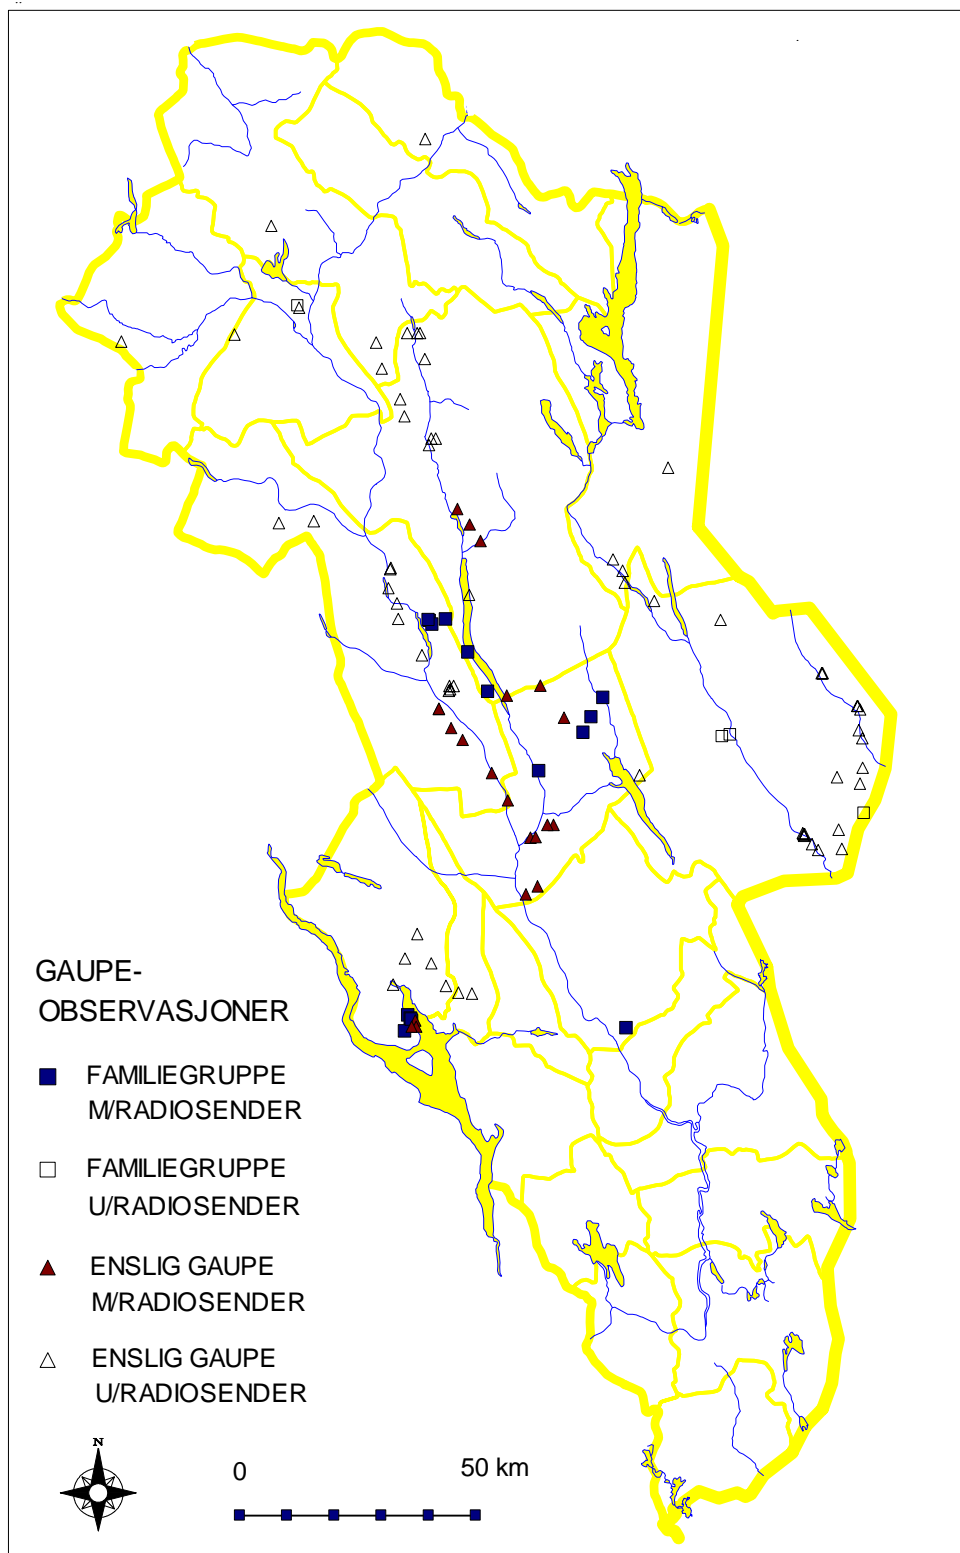 GAUPE-
OBSERVASJONER
FAMILIEGRUPPE
M/RADIOSENDER
FAMILIEGRUPPE
U/RADIOSENDER
ENSLIG GAUPE
M/RADIOSENDER
ENSLIG GAUPE
U/RADIOSENDER
N
0 50 km